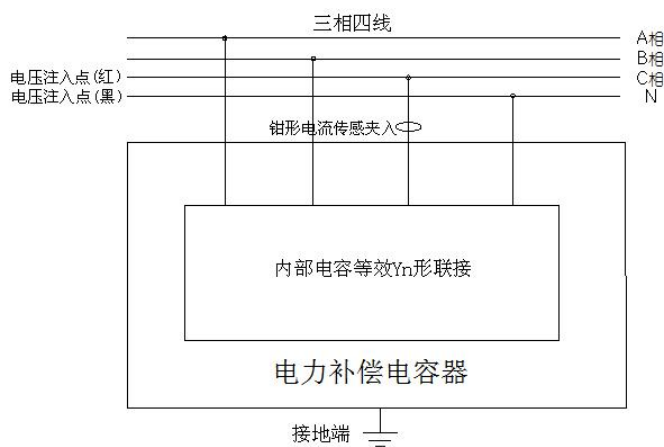 三相四线
A相
B相
电压注入点(红)
C相
电压注入点(黑)
N
钳形电流传感夹入
内部电容等效Yn形联接
电力补偿电容器
接地端